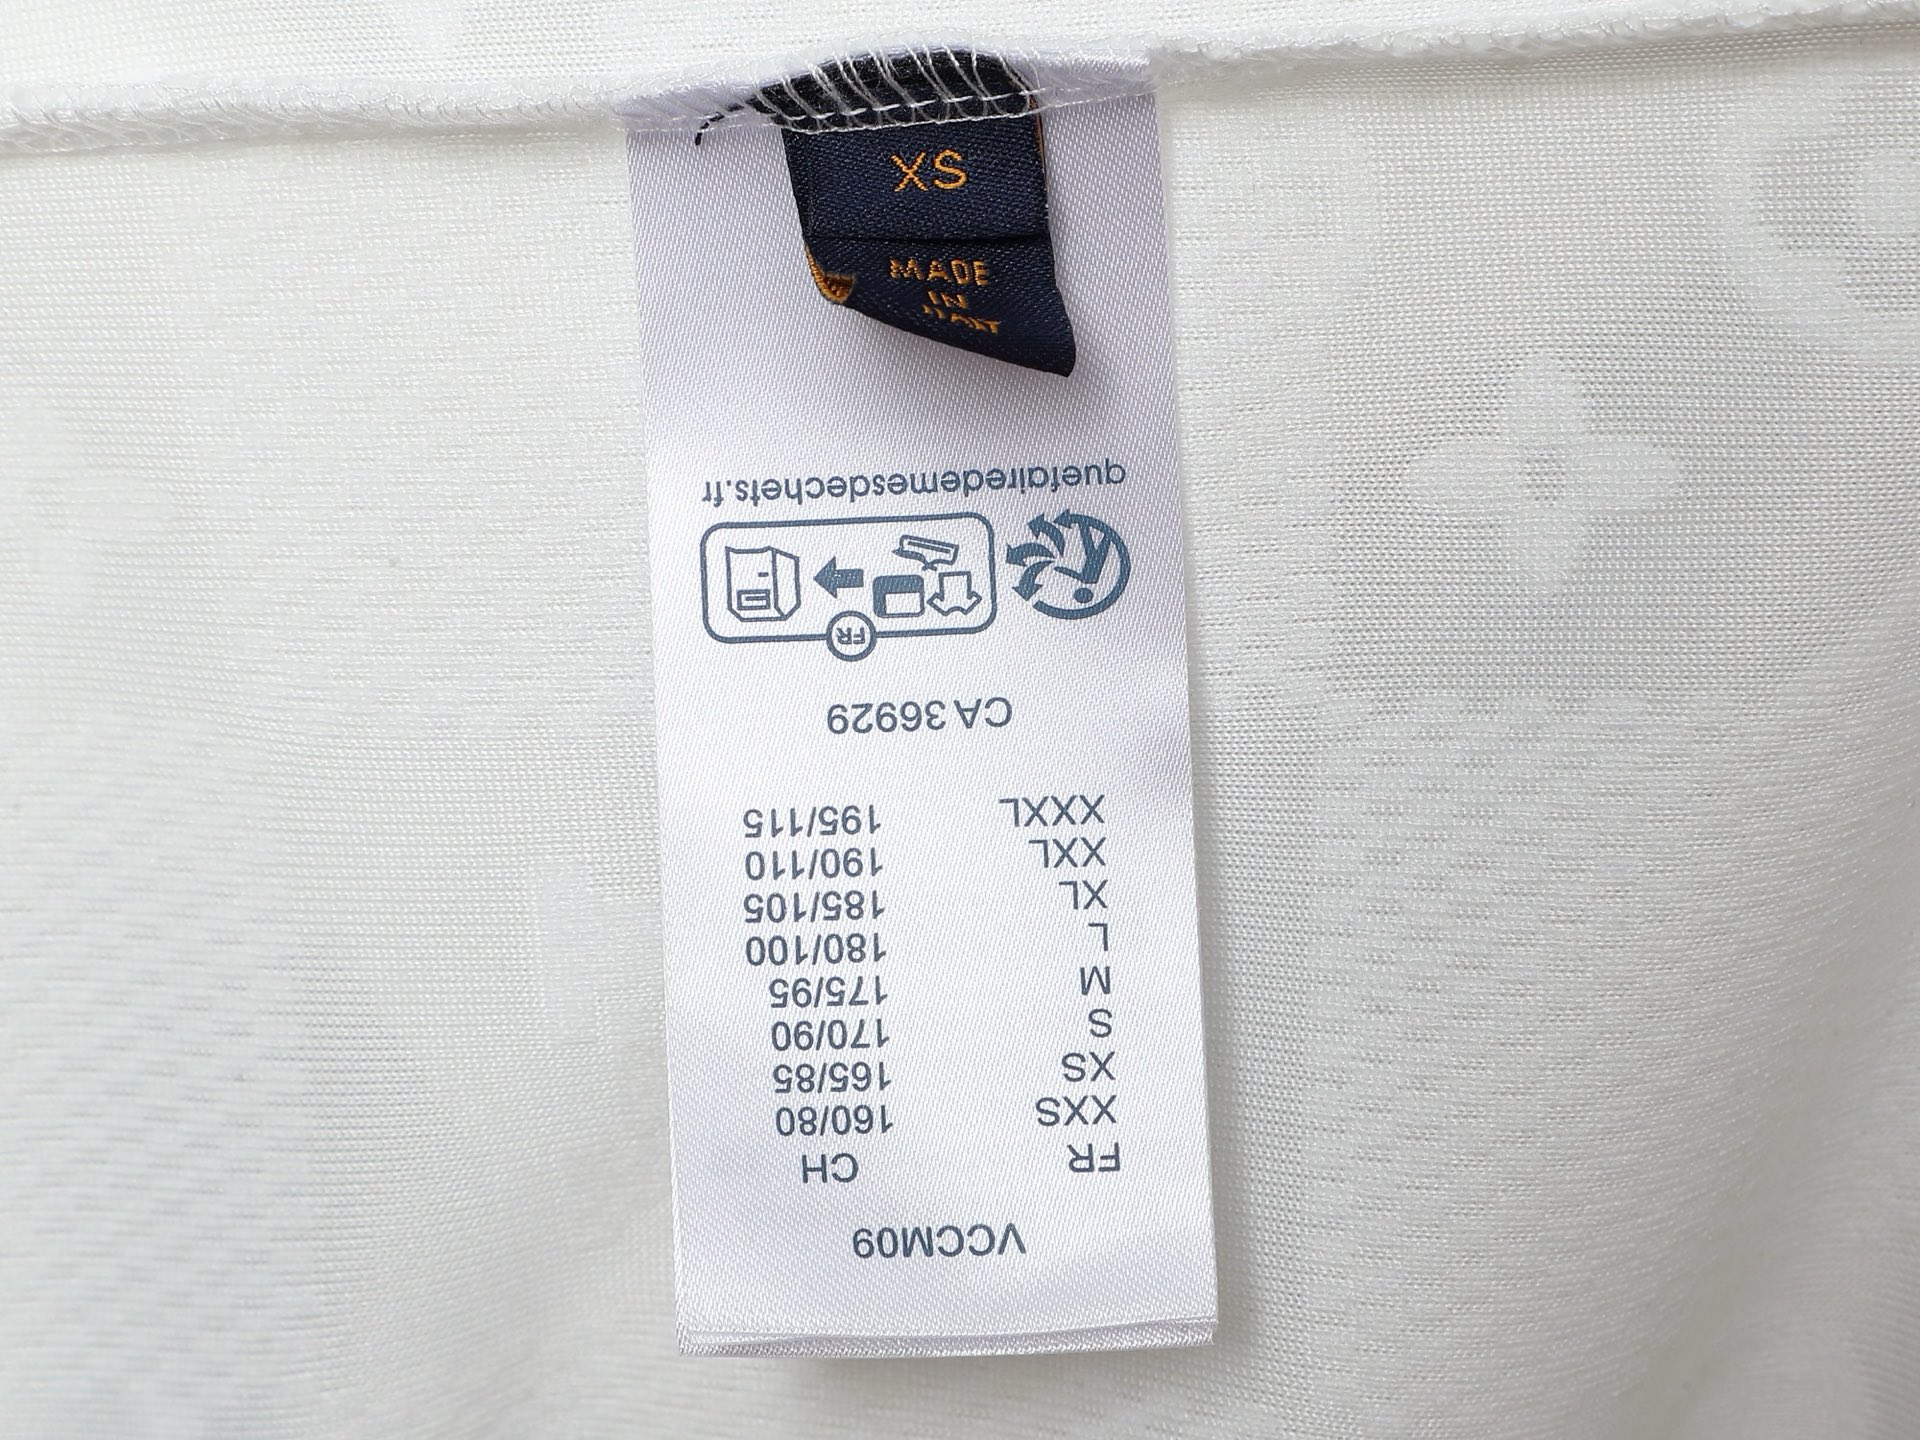 XS
MADE
IN
ITALY
VCCM09
FR CH
XXS 160/80
XS 165/85
S 170/90
M 175/95
L 180/100
XL 185/105
XXL 190/110
XXXL 195/115
CA 36929
FR
quefairedemesdechets.fr